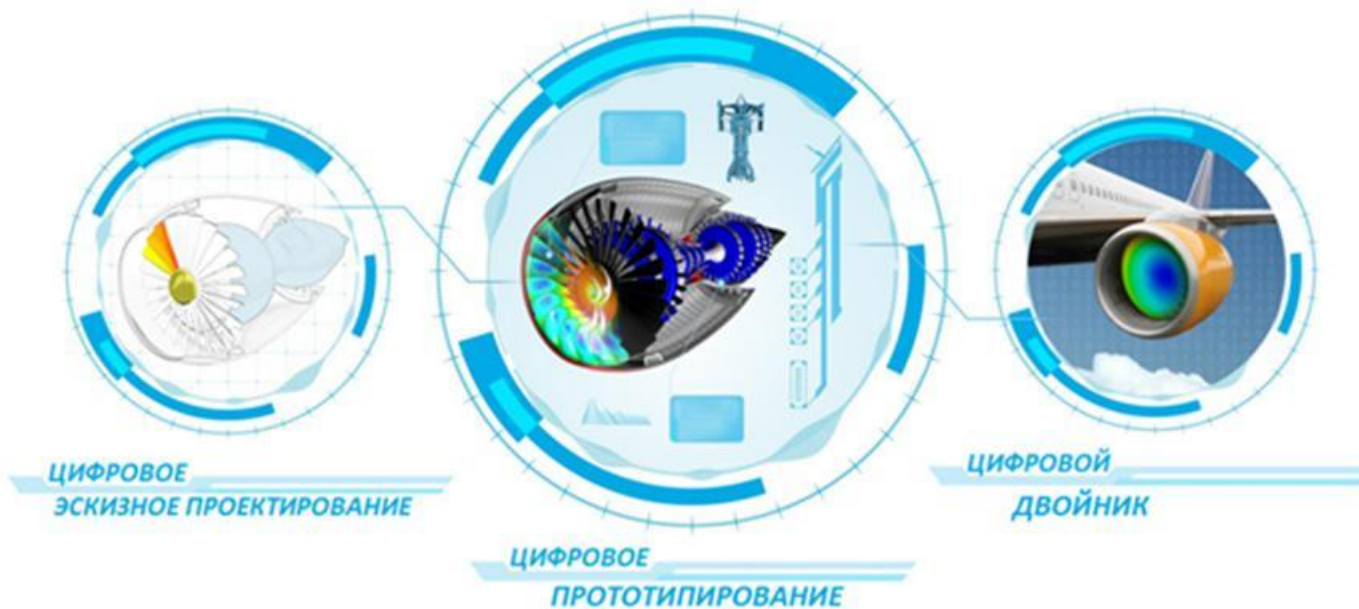 ЦИФРОВОЕ
ЭСКИЗНОЕ ПРОЕКТИРОВАНИЕ
ЦИФРОВОЕ
ПРОТОТИПИРОВАНИЕ
ЦИФРОВОЙ
ДВОЙНИК